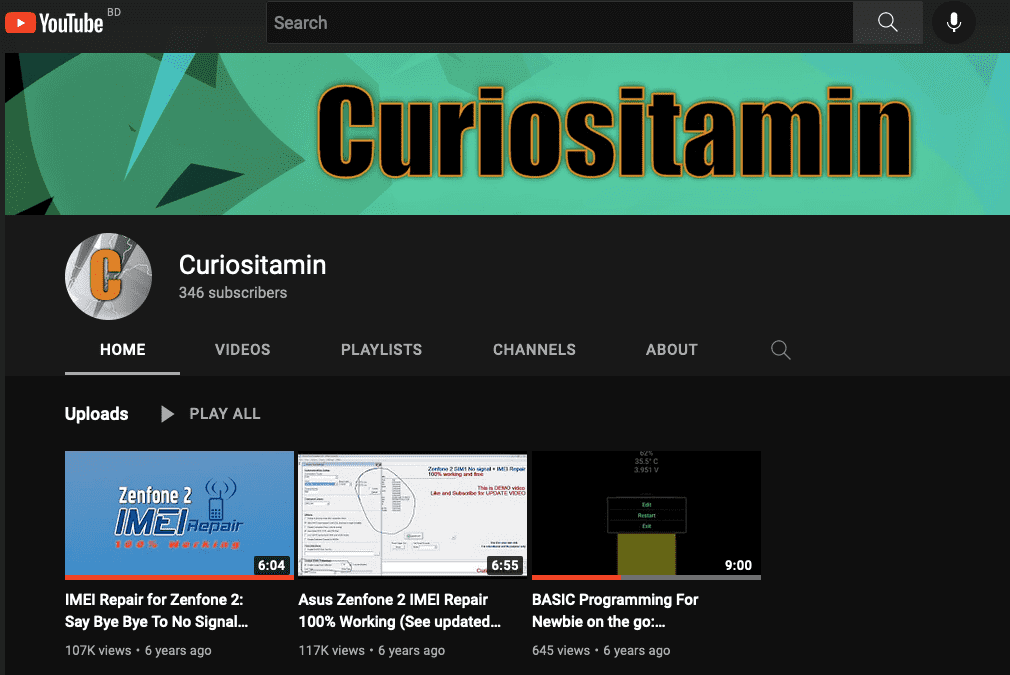 YouTube BD
Search
Curiositamin
C
Curiositamin
346 subscribers
HOME VIDEOS PLAYLISTS CHANNELS ABOUT
Uploads PLAY ALL
Zenfone 2
IMEI Repair
100% Working
6:04
Zenfone 2 SIM1 No signal + IMEI Repair
100% working and free
This is DEMO video
Like and Subscribe for UPDATE VIDEO
6:55
62%
35.5°C
3.951 V
Edit
Restart
Exit
9:00
IMEI Repair for Zenfone 2:
Say Bye Bye To No Signal...
107K views • 6 years ago
Asus Zenfone 2 IMEI Repair
100% Working (See updated...
117K views • 6 years ago
BASIC Programming For
Newbie on the go:...
645 views • 6 years ago